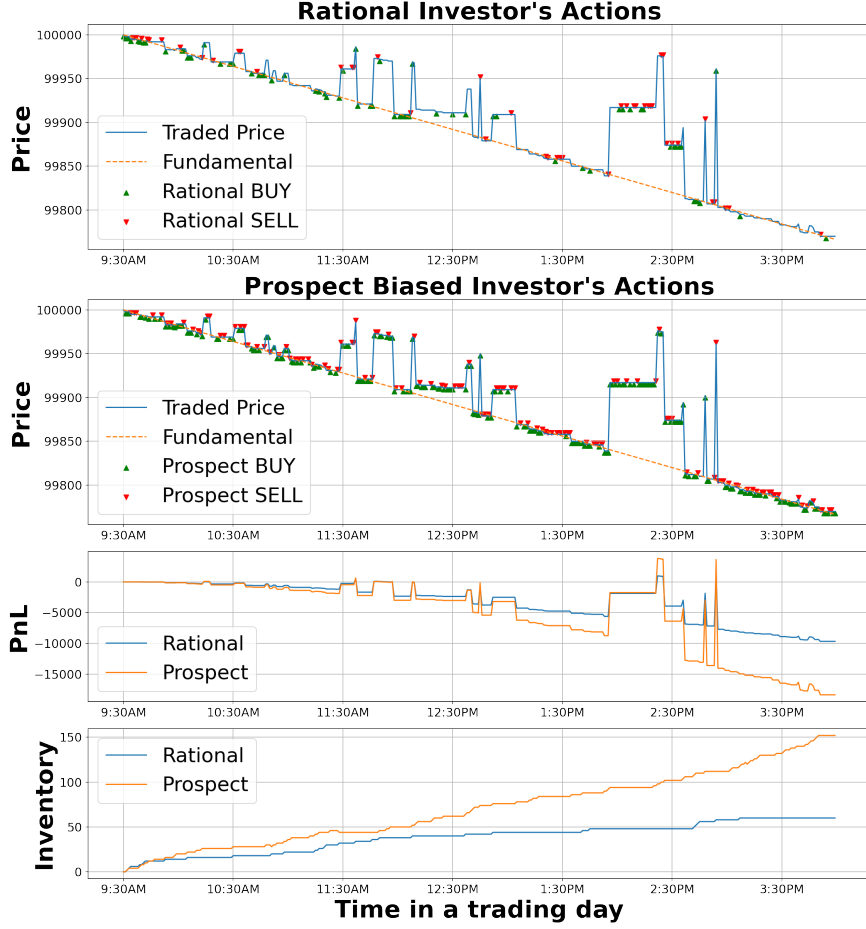 Rational Investor's Actions
Price
100000
99950
99900
99850
99800
Traded Price
Fundamental
Rational BUY
Rational SELL
9:30AM 10:30AM 11:30AM 12:30PM 1:30PM 2:30PM 3:30PM
Prospect Biased Investor's Actions
Price
100000
99950
99900
99850
99800
Traded Price
Fundamental
Prospect BUY
Prospect SELL
9:30AM 10:30AM 11:30AM 12:30PM 1:30PM 2:30PM 3:30PM
PnL
0
−5000
−10000
−15000
Rational
Prospect
9:30AM 10:30AM 11:30AM 12:30PM 1:30PM 2:30PM 3:30PM
Inventory
150
100
50
0
Rational
Prospect
9:30AM 10:30AM 11:30AM 12:30PM 1:30PM 2:30PM 3:30PM
Time in a trading day